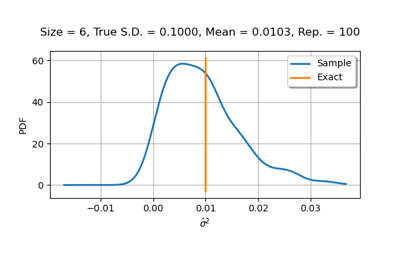 Size = 6, True S.D. = 0.1000, Mean = 0.0103, Rep. = 100
Sample
Exact
60
40
20
0
PDF
−0.01
0.00
0.01
0.02
0.03
σ̂²